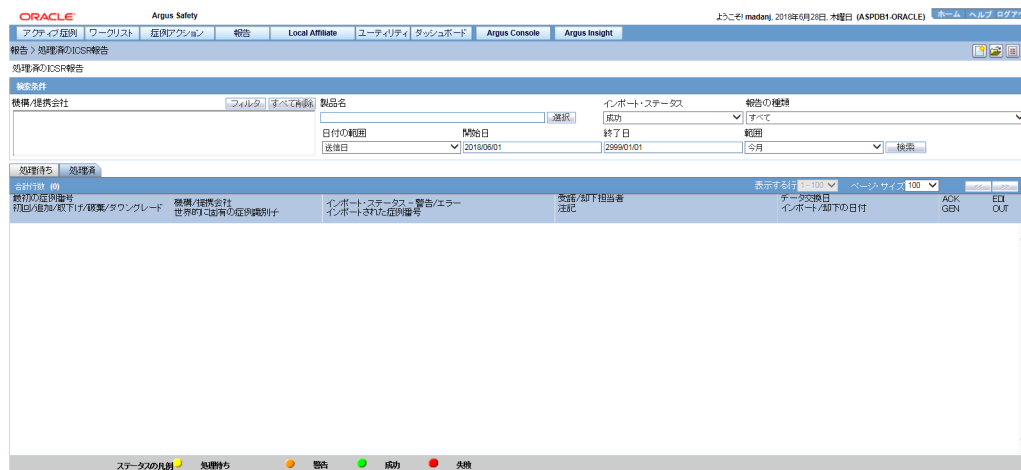 ORACLE Argus Safety ようこそ! madanj, 2018年6月28日, 木曜日 (ASPDB1-ORACLE) ホーム ヘルプ ログアウ
アクティブ症例 ワークリスト 症例アクション 報告 Local Affiliate ユーティリティ ダッシュボード Argus Console Argus Insight
報告 > 処理済のICSR報告
処理済のICSR報告
検索条件
機構/提携会社 フィルタ すべて削除 製品名 インポート・ステータス 報告の種類
選択 成功 すべて
日付の範囲 開始日 終了日 範囲
送信日 2018/06/01 2999/01/01 今月 検索
処理待ち 処理済
合計行数 (0) 表示する行 1 - 100 ページ・サイズ 100 << >>
最初の症例番号 機構/提携会社 インポート・ステータス - 警告/エラー 受諾/却下担当者 データ交換日 ACK EDI
初回/追加/取下げ/破棄/ダウングレード 世界的に固有の症例識別子 インポートされた症例番号 注記 インポート/却下の日付 GEN OUT
ステータスの凡例 処理待ち 警告 成功 失敗